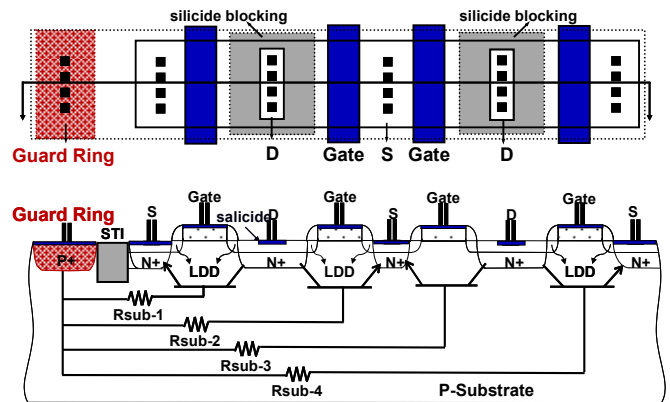 silicide blocking
silicide blocking
Guard Ring
D
Gate
S
Gate
D
Guard Ring
STI
S
Gate
salicide
D
Gate
S
Gate
D
Gate
S
P+
N+
LDD
N+
LDD
N+
N+
LDD
N+
Rsub-1
Rsub-2
Rsub-3
Rsub-4
P-Substrate